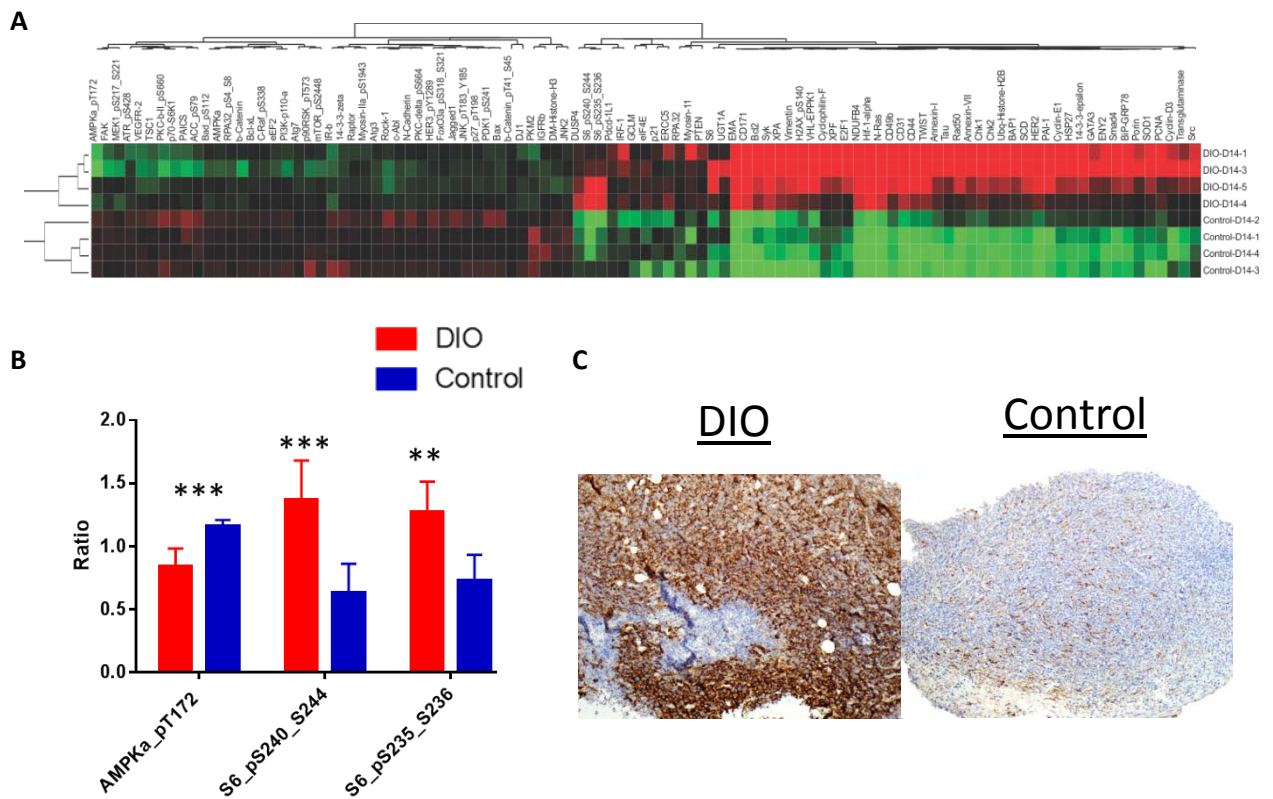 A
AMPKa_pT172
FAK
MEK1_pS217_S221
ATR_pS428
VEGFR-2
TSC1
PKC-b-II_pS660
p70-S6K1
PAICS
ACC_pS79
Bad_pS112
AMPKa
RPA32_pS4_S8
b-Catenin
Bcl-xL
C-Raf_pS338
eEF2
PI3K-p110-a
Atg7
p90RSK_pT573
mTOR_pS2448
IR-b
14-3-3-zeta
Raptor
Myosin-IIa_pS1943
Atg3
Rock-1
c-Abl
N-Cadherin
PKC-delta_pS664
HER3_pY1289
FoxO3a_pS318_S321
Jagged1
JNK_pT183_Y185
p27_pT198
PDK1_pS241
Bax
b-Catenin_pT41_S45
PAR1
PKM2
IGFRb
DM-Histone-H3
JNK2
DUSP4
S6_pS240_S244
S6_pS235_S236
Pdcd-1L1
IRF-1
GCLM
eIF4E
p21
ERCC5
RPA32
Myosin-11
PTEN
S6
UGT1A
EMA
CD171
Bcl2
Syk
XPA
Vimentin
H2AX_pS140
VHL-EPPK1
Cyclophilin-F
XPF
E2F1
NDUFB4
Hif-1-alpha
N-Ras
CD49b
CD31
CD44
TWIST
Annexin-I
Tau
Rad50
Annexin-VII
Chk1
Chk2
Ubq-Histone-H2B
BAP1
SCD
HER2
PAI-1
Cyclin-E1
HSP27
14-3-3-epsilon
GATA3
ENY2
Smad4
BiP-GRP78
Porin
SOD1
PCNA
Cyclin-D3
Transglutaminase
Src
DIO-D14-1
DIO-D14-3
DIO-D14-5
DIO-D14-4
Control-D14-2
Control-D14-1
Control-D14-4
Control-D14-3
B
DIO
Control
Ratio
2.0
1.5
1.0
0.5
0.0
***
***
**
AMPKa_pT172
S6_pS240_S244
S6_pS235_S236
C
DIO
Control